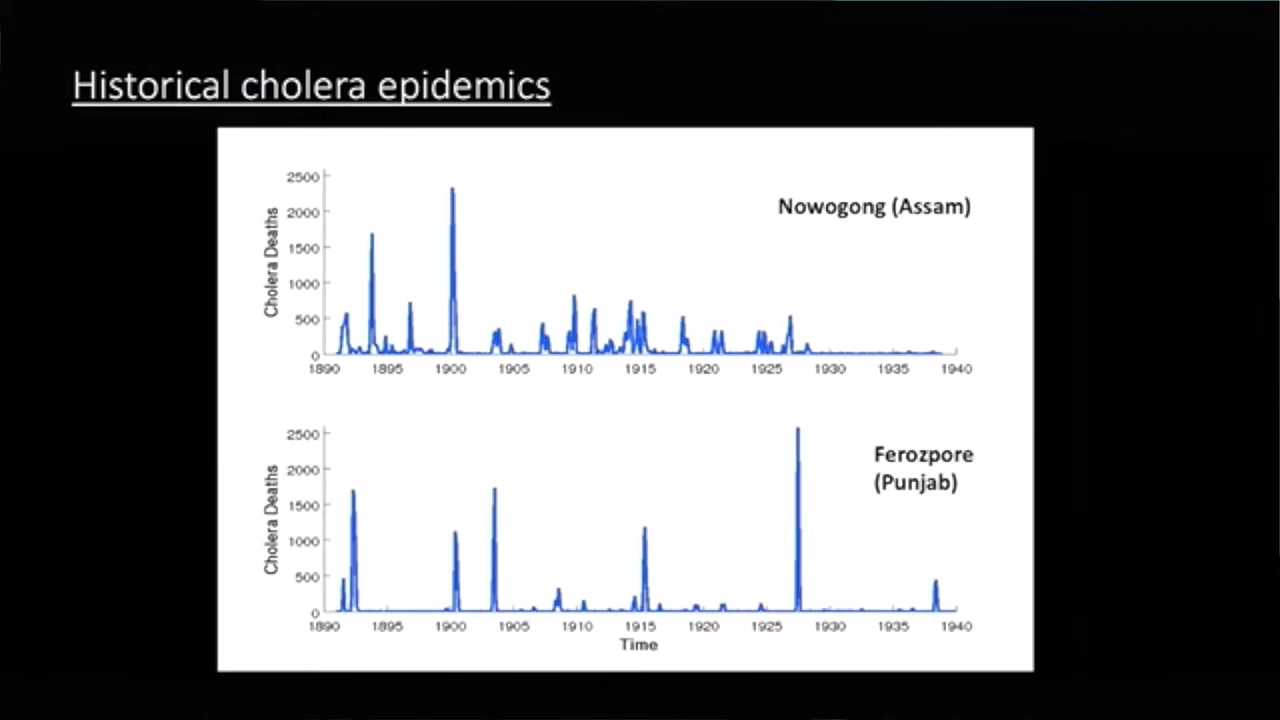 Historical cholera epidemics
Nowogong (Assam)
Cholera Deaths
2500
2000
1500
1000
500
0
1890 1895 1900 1905 1910 1915 1920 1925 1930 1935 1940
Ferozpore
(Punjab)
Cholera Deaths
2500
2000
1500
1000
500
0
1890 1895 1900 1905 1910 1915 1920 1925 1930 1935 1940
Time